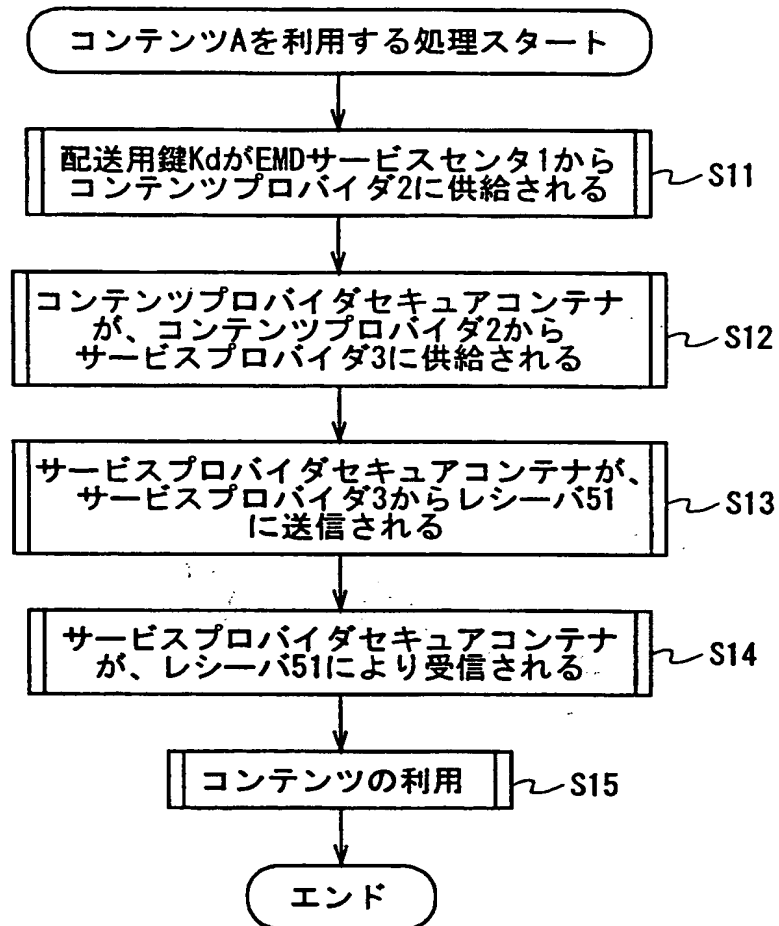 コンテンツAを利用する処理スタート
配送用鍵KdがEMDサービスセンタ1から
コンテンツプロバイダ2に供給される
S11
コンテンツプロバイダセキュアコンテナ
が、コンテンツプロバイダ2から
サービスプロバイダ3に供給される
S12
サービスプロバイダセキュアコンテナが、
サービスプロバイダ3からレシーバ51
に送信される
S13
サービスプロバイダセキュアコンテナ
が、レシーバ51により受信される
S14
コンテンツの利用
S15
エンド